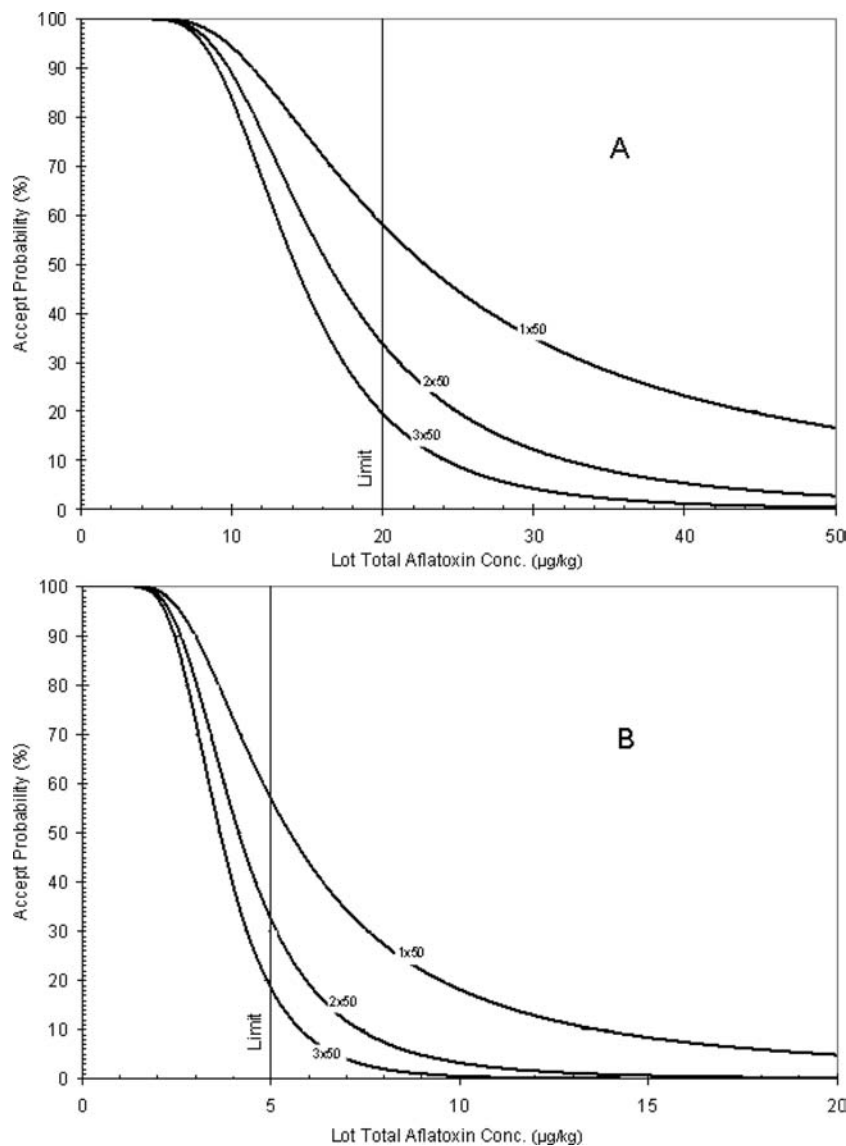 100
90
80
70
60
50
40
30
20
10
0
Accept Probability (%)
A
1x50
2x50
3x50
Limit
0 10 20 30 40 50
Lot Total Aflatoxin Conc. (µg/kg)
100
90
80
70
60
50
40
30
20
10
0
Accept Probability (%)
B
1x50
2x50
3x50
Limit
0 5 10 15 20
Lot Total Aflatoxin Conc. (µg/kg)